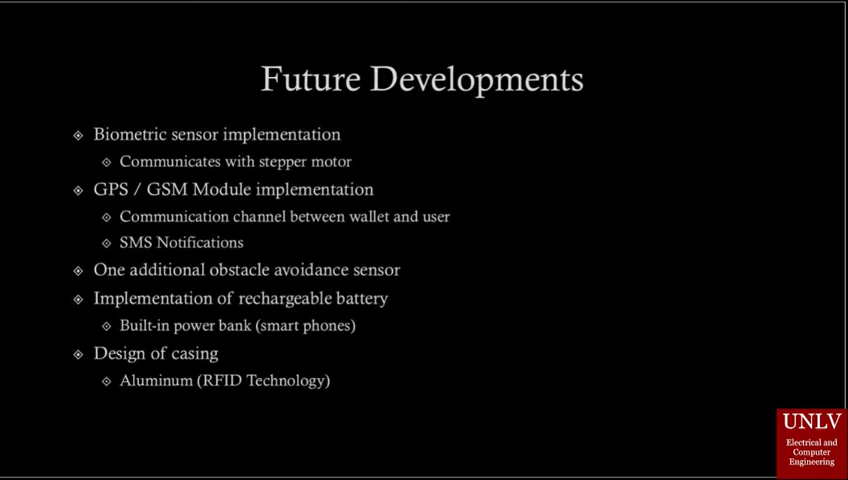 Future Developments
Biometric sensor implementation
Communicates with stepper motor
GPS / GSM Module implementation
Communication channel between wallet and user
SMS Notifications
One additional obstacle avoidance sensor
Implementation of rechargeable battery
Built-in power bank (smart phones)
Design of casing
Aluminum (RFID Technology)
UNLV
Electrical and
Computer
Engineering